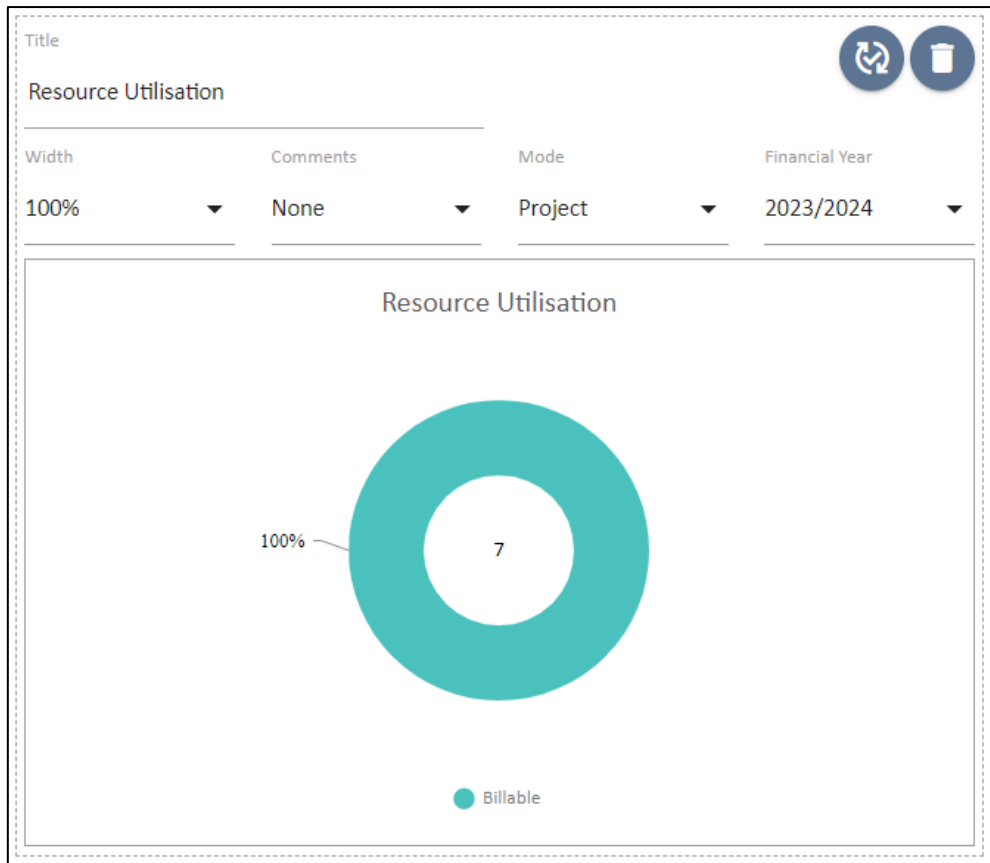 Title
Resource Utilisation
Width Comments Mode Financial Year
100% None Project 2023/2024
Resource Utilisation
100%
7
Billable